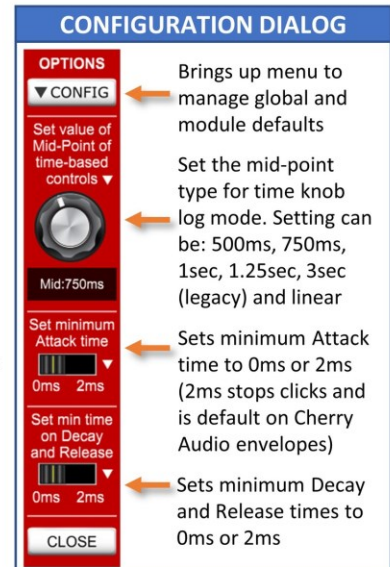 CONFIGURATION DIALOG
OPTIONS
▼CONFIG
Set value of
Mid-Point of
time-based
controls ▼
Mid:750ms
Set minimum
Attack time
▼
0ms 2ms
Set min time
on Decay
and Release
▼
0ms 2ms
CLOSE
Brings up menu to
manage global and
module defaults
Set the mid-point
type for time knob
log mode. Setting can
be: 500ms, 750ms,
1sec, 1.25sec, 3sec
(legacy) and linear
Sets minimum Attack
time to 0ms or 2ms
(2ms stops clicks and
is default on Cherry
Audio envelopes)
Sets minimum Decay
and Release times to
0ms or 2ms